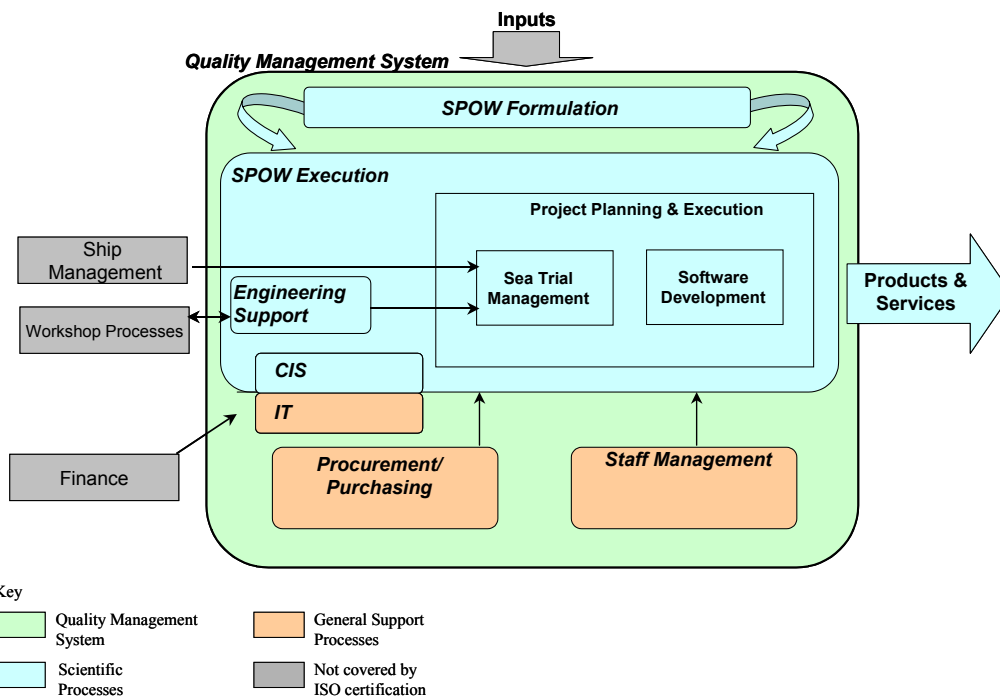 Inputs
Quality Management System
SPOW Formulation
SPOW Execution
Project Planning & Execution
Ship
Management
Sea Trial
Management
Software
Development
Products &
Services
Engineering
Support
Workshop Processes
CIS
IT
Finance
Procurement/
Purchasing
Staff Management
Key
Quality Management
System
General Support
Processes
Scientific
Processes
Not covered by
ISO certification